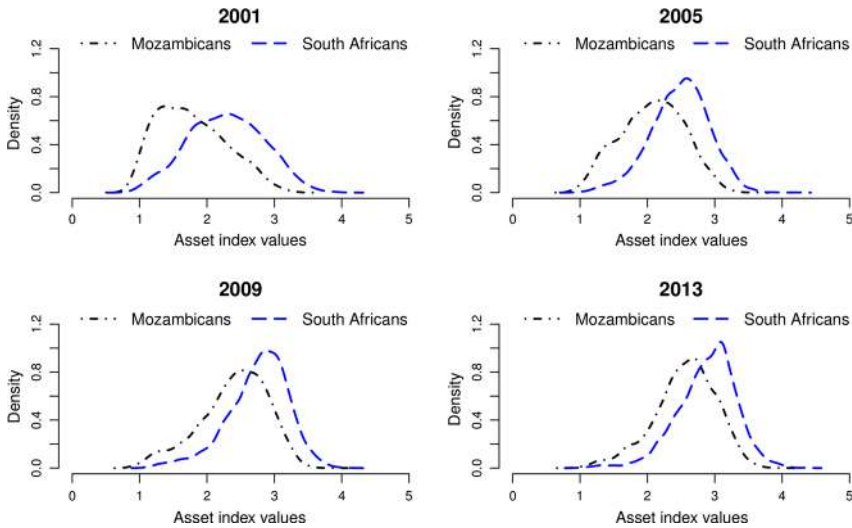 2001
Mozambicans South Africans
Density
0.0 0.4 0.8 1.2
0 1 2 3 4 5
Asset index values
2005
Mozambicans South Africans
Density
0.0 0.4 0.8 1.2
0 1 2 3 4 5
Asset index values
2009
Mozambicans South Africans
Density
0.0 0.4 0.8 1.2
0 1 2 3 4 5
Asset index values
2013
Mozambicans South Africans
Density
0.0 0.4 0.8 1.2
0 1 2 3 4 5
Asset index values